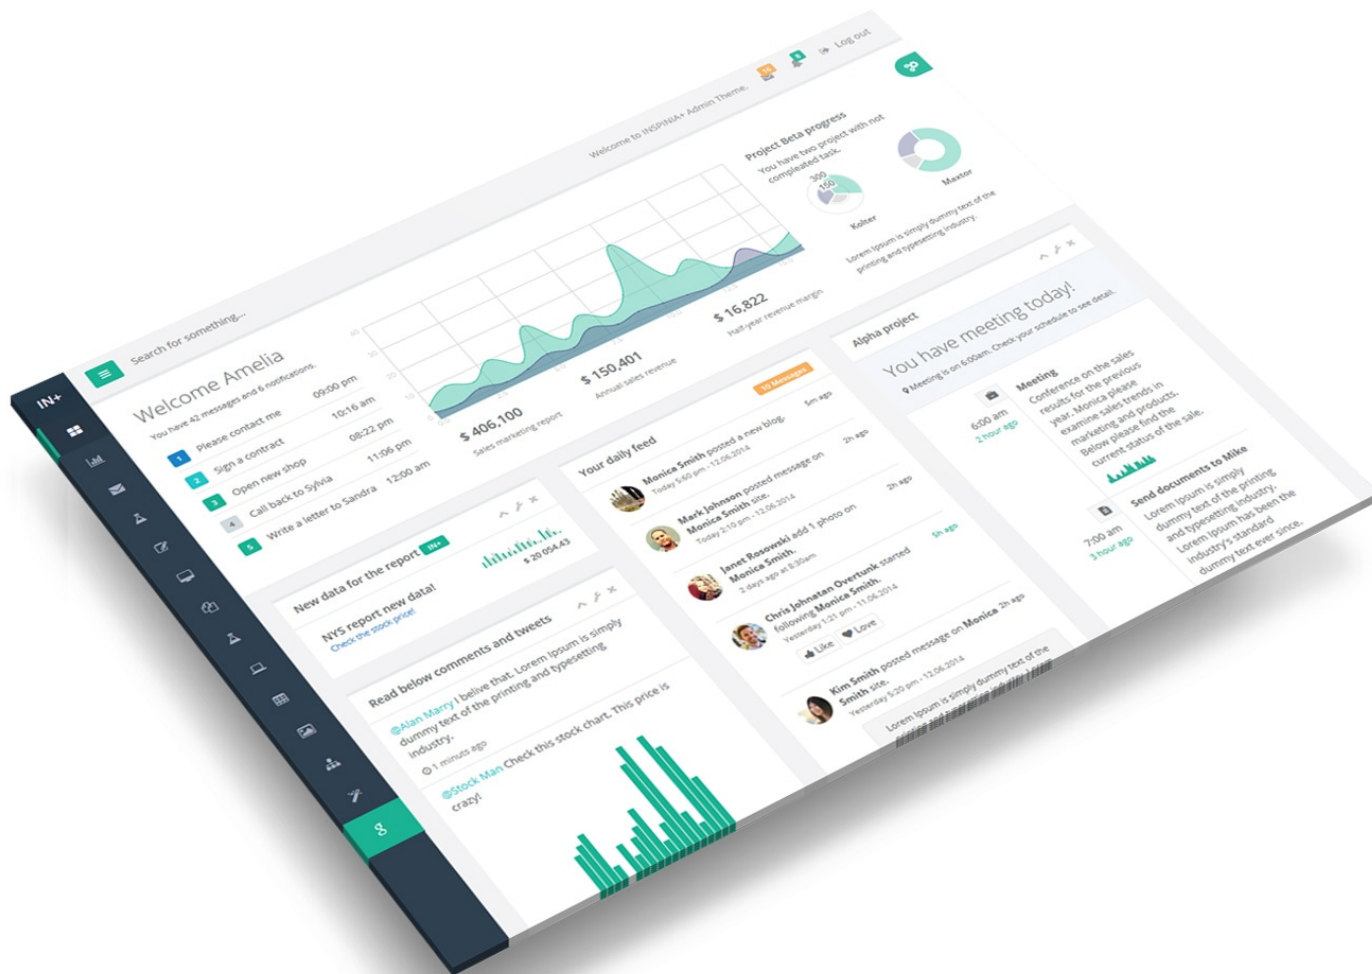 IN+
Search for something...
Welcome to INSPINIA+ Admin Theme.
Log out
Welcome Amelia
You have 42 messages and 6 notifications.
1 Please contact me 09:00 pm
2 Sign a contract 10:16 am
3 Open new shop 08:22 pm
4 Call back to Sylvia 11:06 pm
5 Write a letter to Sandra 12:00 am
40
30
20
10
0
$ 406,100
Sales marketing report
$ 150,401
Annual sales revenue
$ 16,822
Half-year revenue margin
Project Beta progress
You have two project with not
compleated task.
300
150
Kolter
Maxtor
Lorem Ipsum is simply dummy text of the
printing and typesetting industry.
New data for the report IN+
NYS report new data!
Check the stock price!
$ 20 054.43
Read below comments and tweets
@Alan Marry I belive that. Lorem Ipsum is simply
dummy text of the printing and typesetting
industry.
1 minuts ago
@Stock Man Check this stock chart. This price is
crazy!
g
Your daily feed
10 Messages
5m ago
Monica Smith posted a new blog.
Today 5:60 pm - 12.06.2014
2h ago
Mark Johnson posted message on
Monica Smith site.
Today 2:10 pm - 12.06.2014
2h ago
Janet Rosowski add 1 photo on
Monica Smith.
2 days ago at 8:30am
5h ago
Chris Johnatan Overtunk started
following Monica Smith.
Yesterday 1:21 pm - 11.06.2014
Like
Love
2h ago
Kim Smith posted message on Monica
Smith site.
Yesterday 5:20 pm - 12.06.2014
Lorem Ipsum is simply dummy text of the
Alpha project
You have meeting today!
Meeting is on 6:00am. Check your schedule to see detail.
6:00 am
2 hour ago
Meeting
Conference on the sales
results for the previous
year. Monica please
examine sales trends in
marketing and products.
Below please find the
current status of the sale.
7:00 am
3 hour ago
Send documents to Mike
Lorem Ipsum is simply
dummy text of the printing
and typesetting industry.
Lorem Ipsum has been the
industry's standard
dummy text ever since.